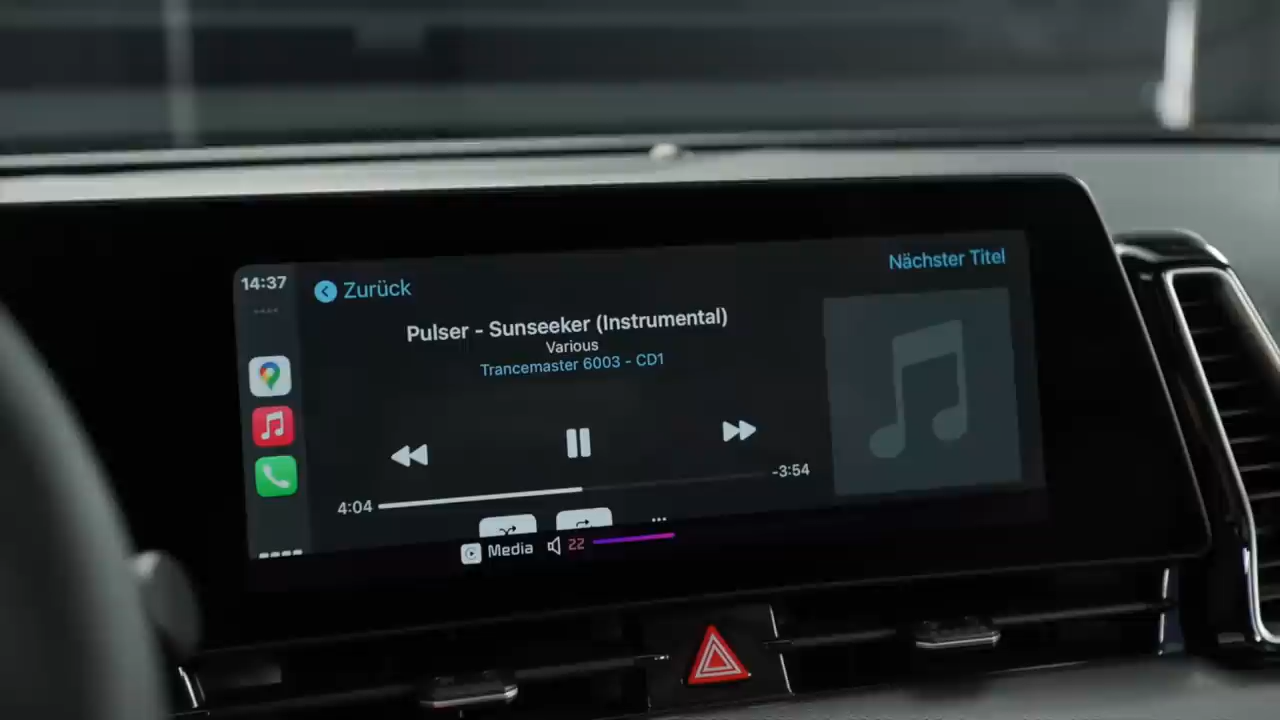 14:37
Zurück
Nächster Titel
Pulser - Sunseeker (Instrumental)
Various
Trancemaster 6003 - CD1
4:04
-3:54
Media
22